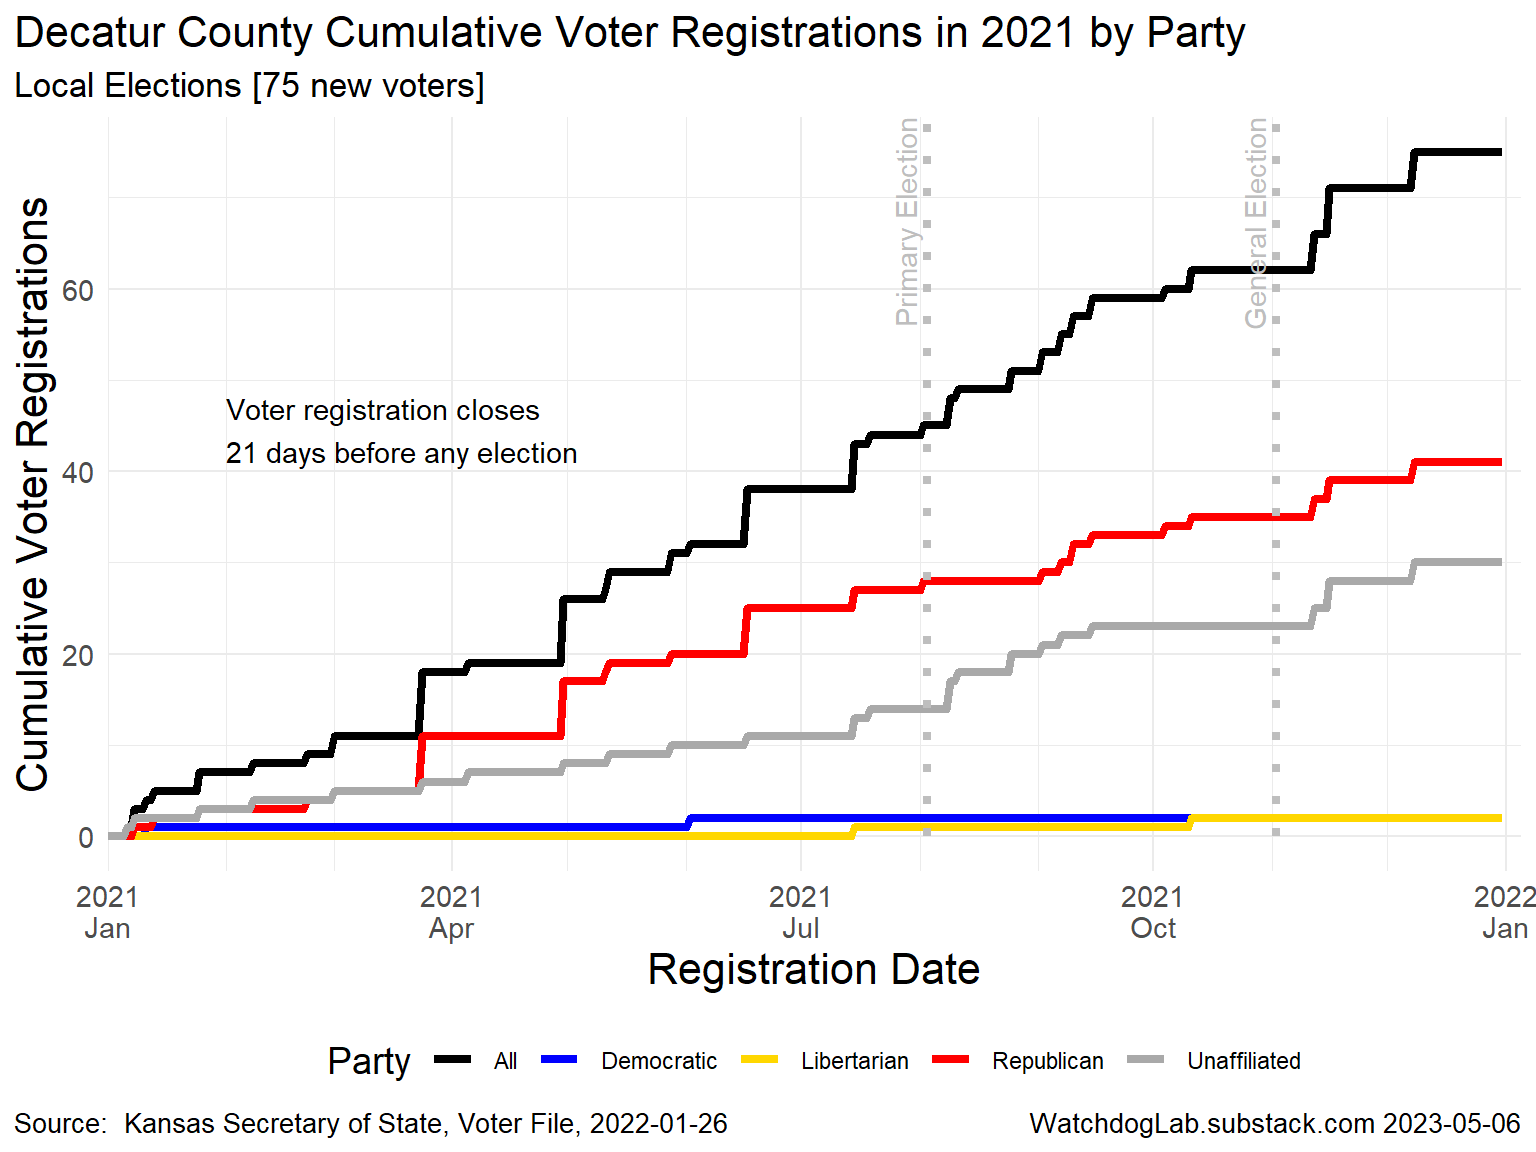 Decatur County Cumulative Voter Registrations in 2021 by Party
Local Elections [75 new voters]
Cumulative Voter Registrations
60
40
20
0
Primary Election
General Election
Voter registration closes
21 days before any election
2021 2021 2021 2021 2022
Jan Apr Jul Oct Jan
Registration Date
Party All Democratic Libertarian Republican Unaffiliated
Source:  Kansas Secretary of State, Voter File, 2022-01-26
WatchdogLab.substack.com 2023-05-06